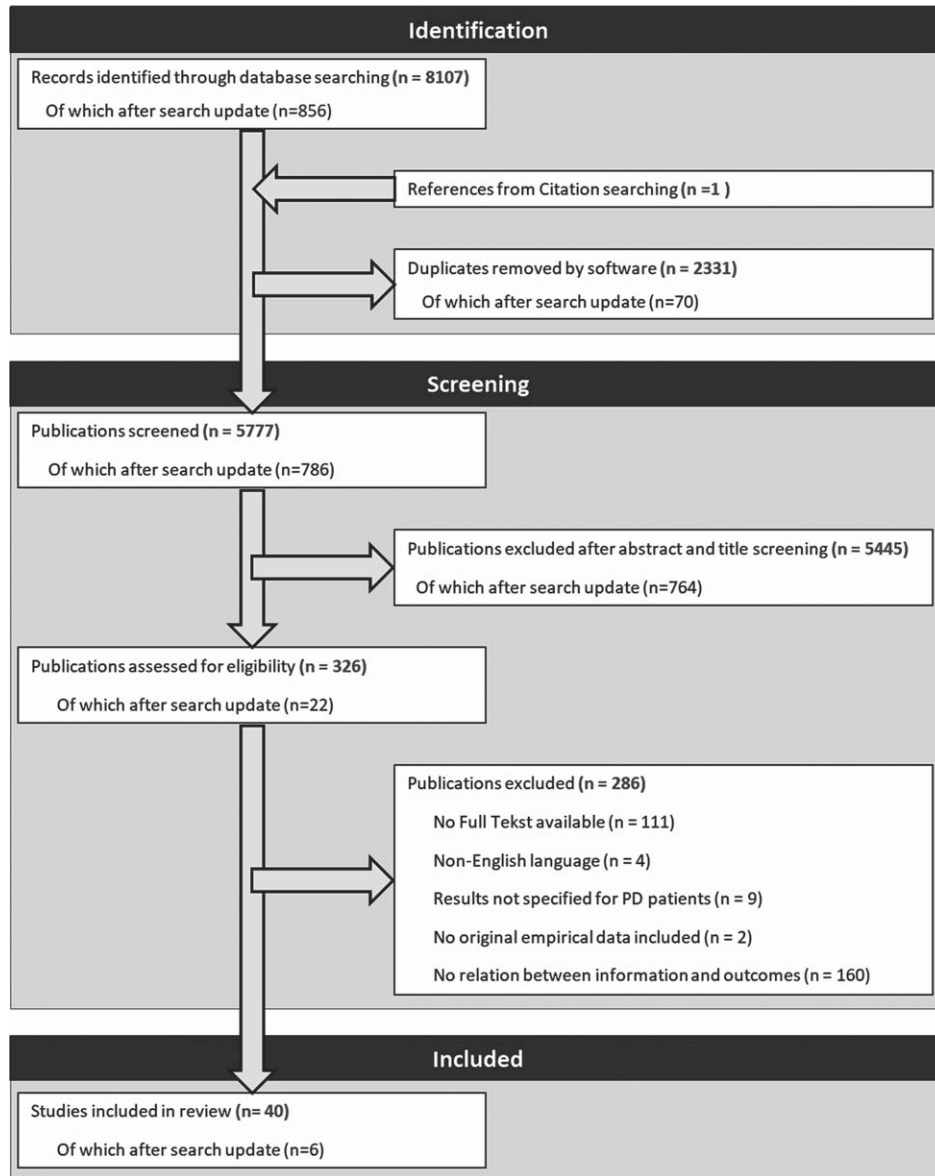 Identification
Records identified through database searching (n = 8107)
Of which after search update (n=856)
References from Citation searching (n =1 )
Duplicates removed by software (n = 2331)
Of which after search update (n=70)
Screening
Publications screened (n = 5777)
Of which after search update (n=786)
Publications excluded after abstract and title screening (n = 5445)
Of which after search update (n=764)
Publications assessed for eligibility (n = 326)
Of which after search update (n=22)
Publications excluded (n = 286)
No Full Tekst available (n = 111)
Non-English language (n = 4)
Results not specified for PD patients (n = 9)
No original empirical data included (n = 2)
No relation between information and outcomes (n = 160)
Included
Studies included in review (n= 40)
Of which after search update (n=6)